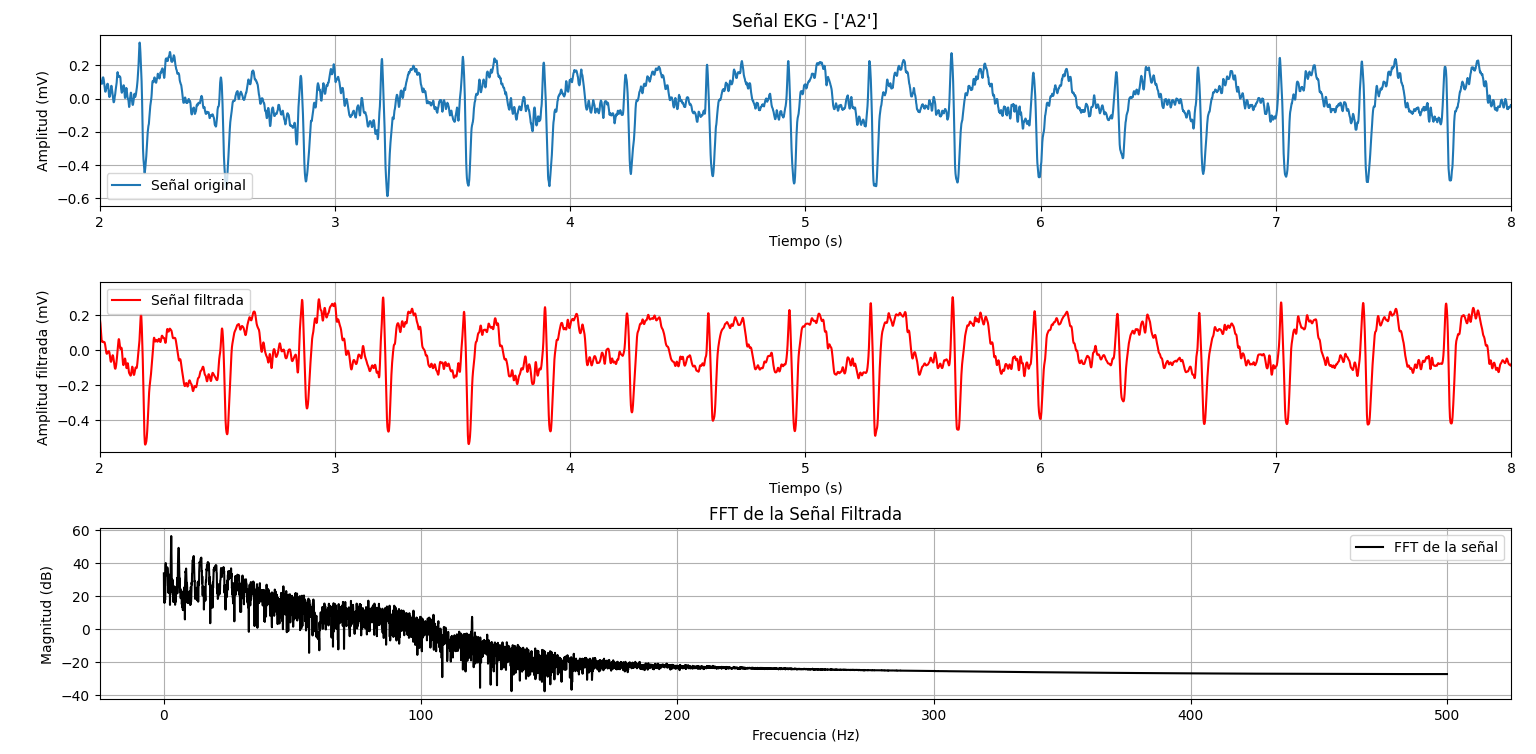 Señal EKG - ['A2']
Amplitud (mV)
0.2
0.0
−0.2
−0.4
−0.6
Señal original
2 3 4 5 6 7 8
Tiempo (s)
Amplitud filtrada (mV)
0.2
0.0
−0.2
−0.4
Señal filtrada
2 3 4 5 6 7 8
Tiempo (s)
FFT de la Señal Filtrada
Magnitud (dB)
60
40
20
0
−20
−40
FFT de la señal
0 100 200 300 400 500
Frecuencia (Hz)